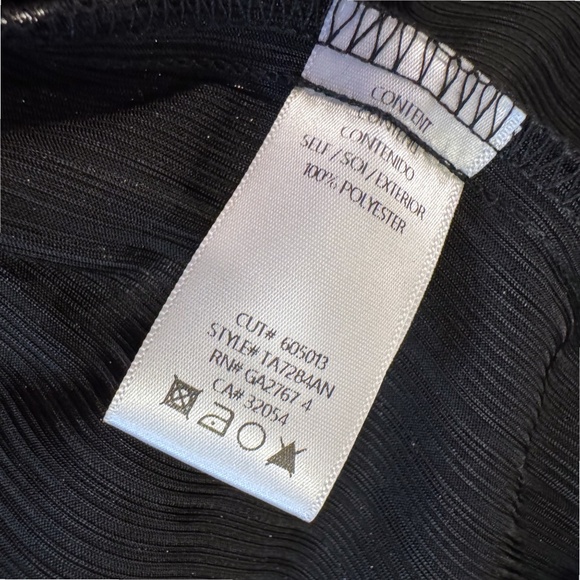 CONTENT
CONTENU
CONTENIDO
SELF / SOI / EXTERIOR
100% POLYESTER
CUT# 605013
STYLE# TA7284AN
RN# GA2767 4
CA# 32054